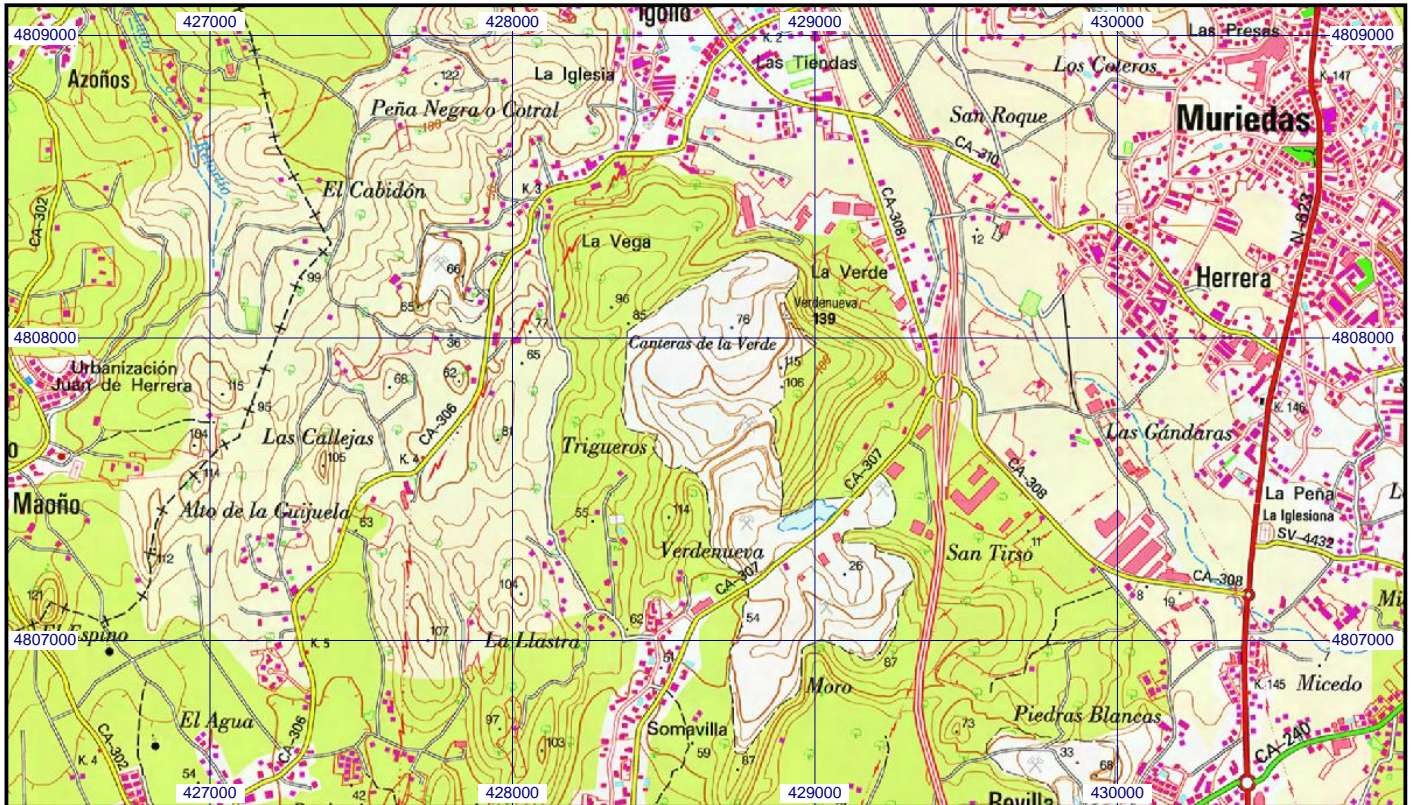 427000
428000
429000
430000
4809000
4809000
Igollo
K. 2
Las Presas
Azoños
122
La Iglesia
Las Tiendas
Los Coteros
K. 147
Peña Negra o Cotral
100
San Roque
Muriedas
CA-310
El Cabidón
K. 3
CA-302
CA-308
N-623
La Vega
12
66
La Verde
Herrera
99
65
96
85
76
Verdenueva
139
4808000
4808000
36
77
65
Canteras de la Verde
Urbanización
Juan de Herrera
115
68
62
115
106
100
50
95
K. 146
CA-306
104
Las Callejas
105
81
Trigueros
Las Gándaras
K. 4
CA-307
CA-308
114
Maoño
Alto de la Guijuela
63
55
114
La Peña
La Iglesiona
SV-4432
112
Verdenueva
11
San Tirso
104
CA-307
26
CA-308
121
8
19
54
62
El Espino
4807000
4807000
107
La Llastra
K. 5
51
87
Moro
K. 145
Micedo
El Agua
97
Somavilla
73
Piedras Blancas
CA-306
103
59
87
33
68
CA-240
CA-302
K. 4
54
42
427000
428000
429000
430000
Revilla